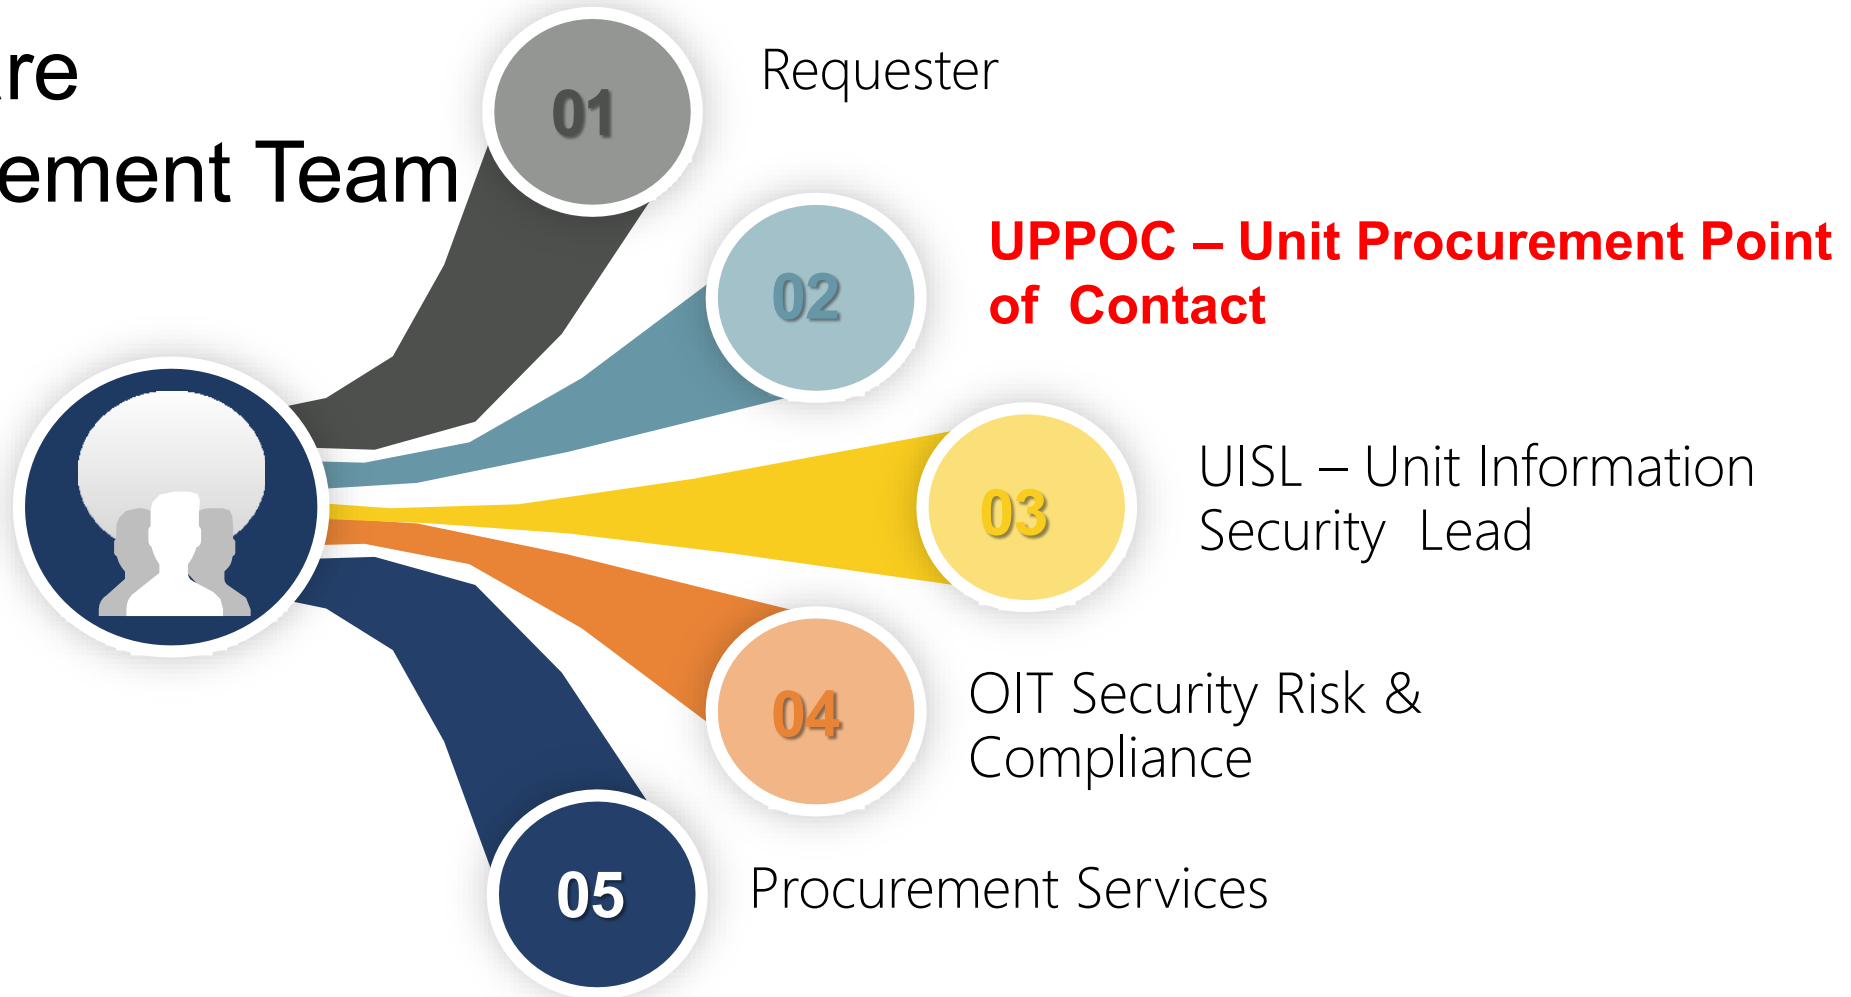 re
ement Team
01
Requester
02
UPPOC – Unit Procurement Point
of Contact
03
UISL – Unit Information
Security Lead
04
OIT Security Risk &
Compliance
05
Procurement Services